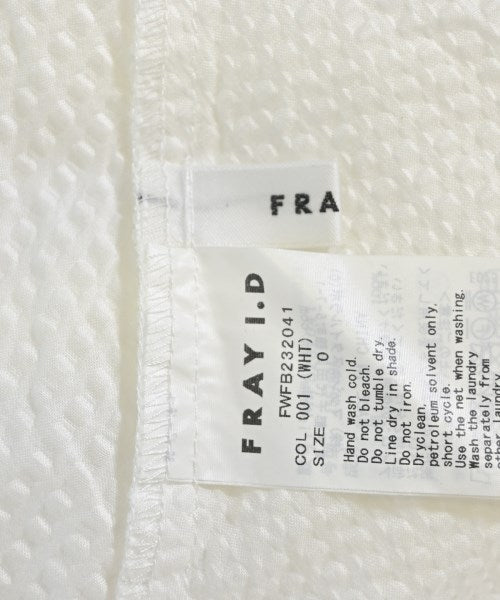 FRA
FRAY I.D
FWFB232041
COL 001 (WHT)
SIZE 0
Hand wash cold.
Do not bleach.
Do not tumble dry.
Line dry in shade.
Do not iron.
Dryclean.
petroleum solvent only,
short cycle.
Use the net when washing.
Wash the laundry
separately
other laundry